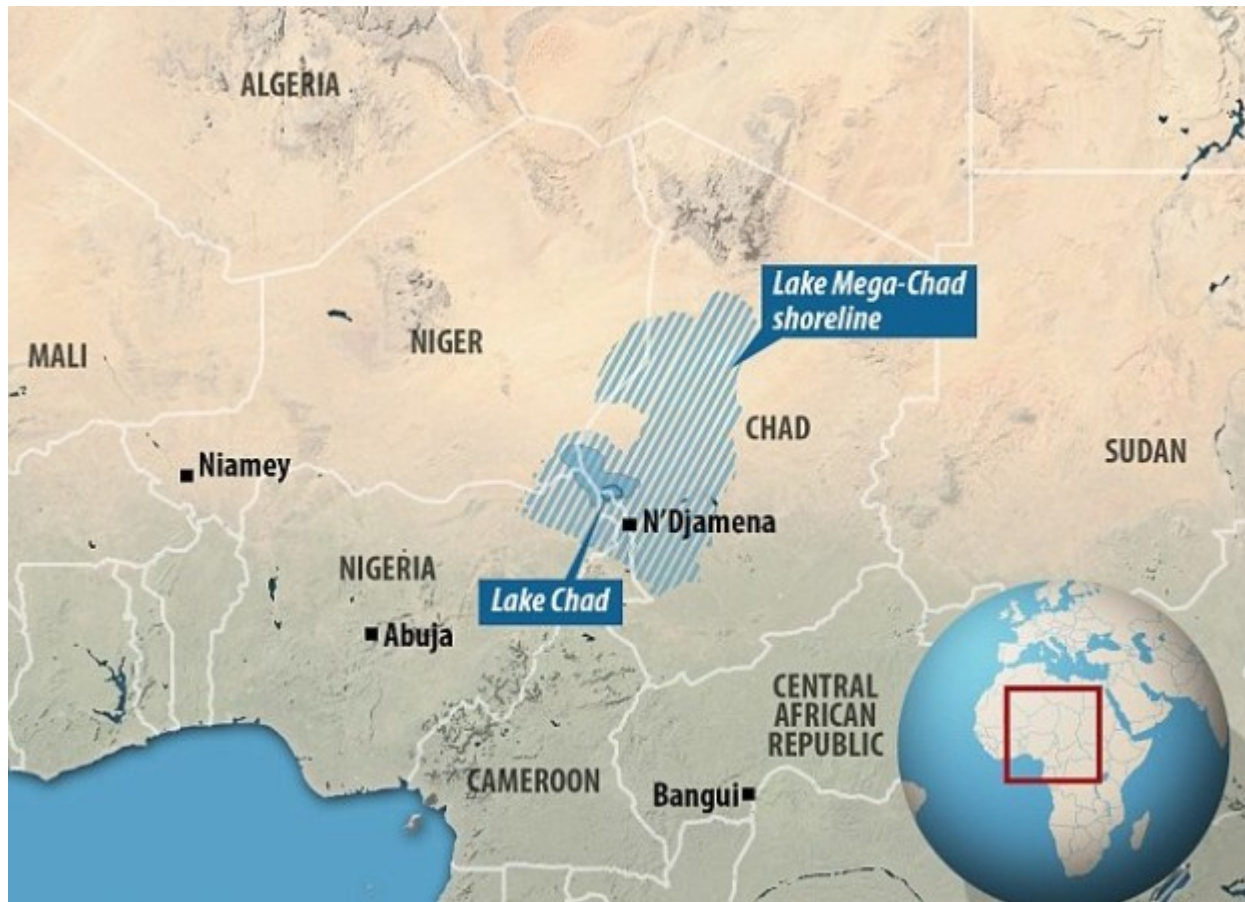 ALGERIA
Lake Mega-Chad
shoreline
NIGER
MALI
CHAD
SUDAN
Niamey
N'Djamena
NIGERIA
Lake Chad
Abuja
CENTRAL
AFRICAN
REPUBLIC
CAMEROON
Bangui